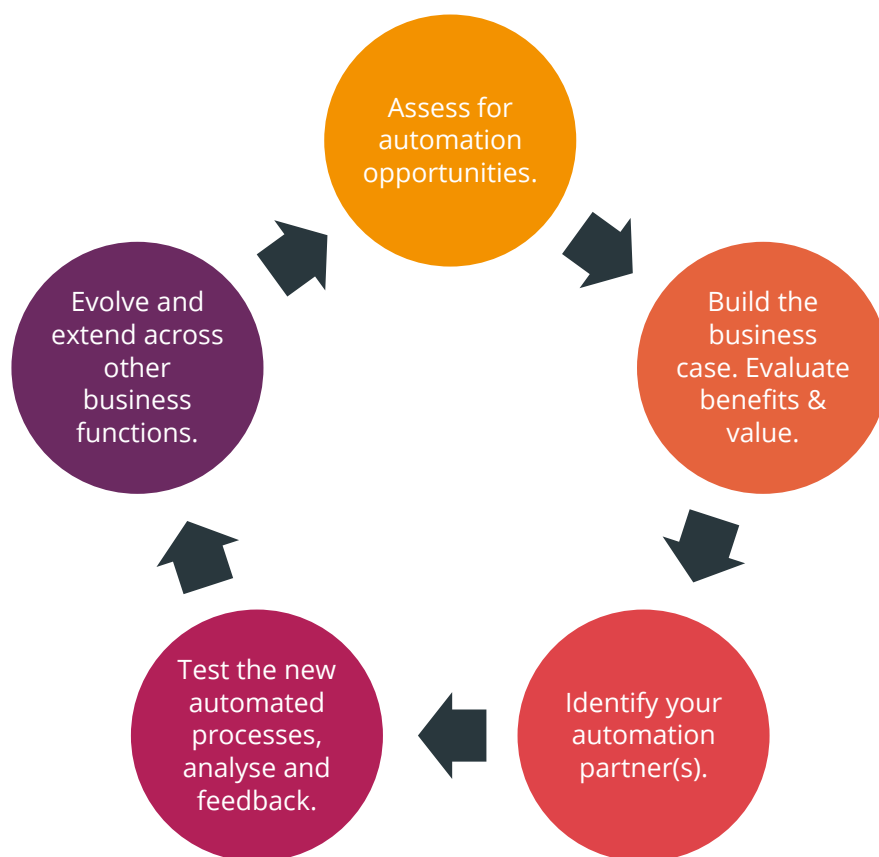 Assess for
automation
opportunities.
Build the
business
case. Evaluate
benefits &
value.
Identify your
automation
partner(s).
Test the new
automated
processes,
analyse and
feedback.
Evolve and
extend across
other
business
functions.